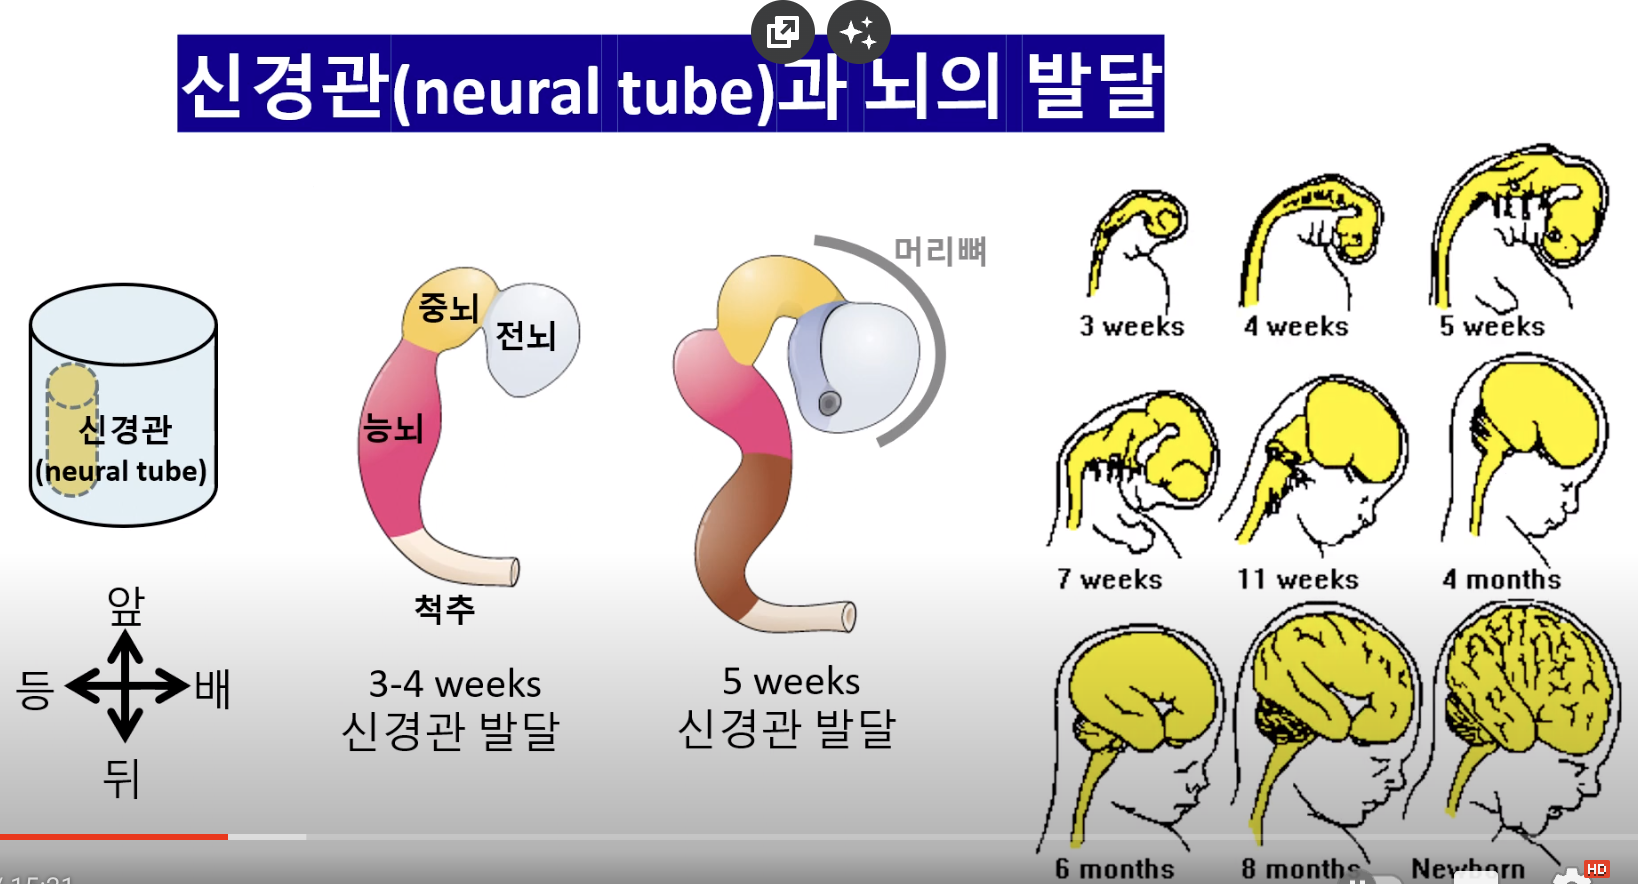 신경관(neural tube)과 뇌의 발달
머리뼈
중뇌
전뇌
능뇌
신경관
(neural tube)
척추
앞
등
배
뒤
3-4 weeks
신경관 발달
5 weeks
신경관 발달
3 weeks
4 weeks
5 weeks
7 weeks
11 weeks
4 months
6 months
8 months
Newborn
HD